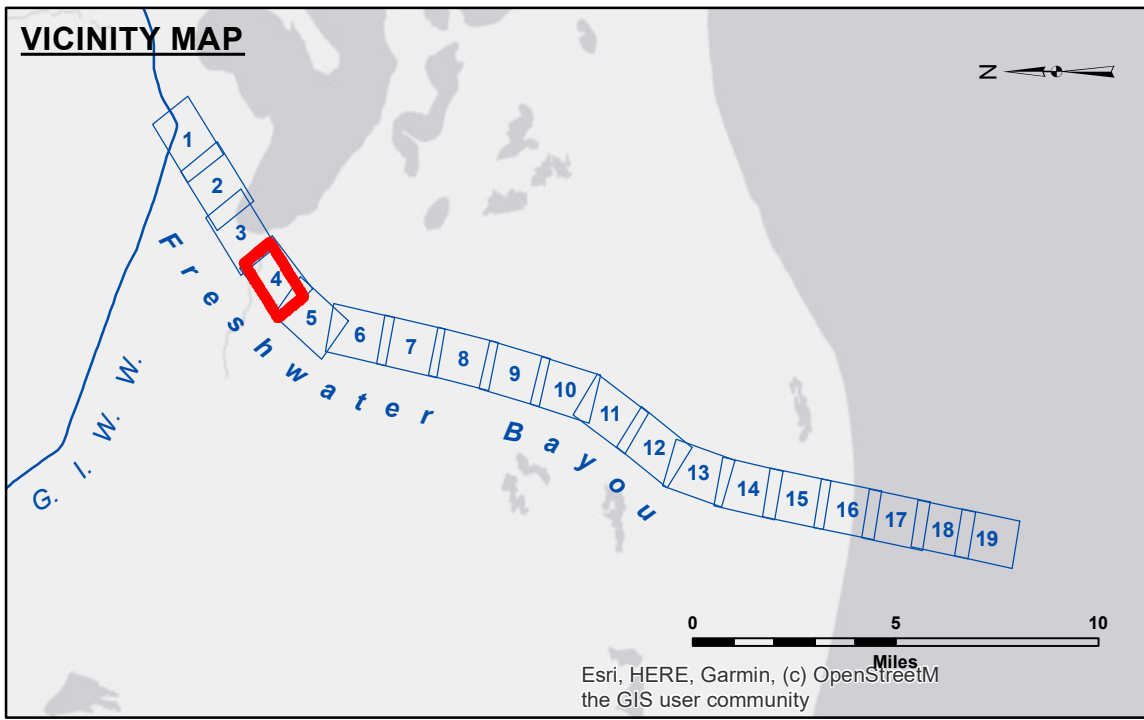 VICINITY MAP
N
1
2
3
4
5
6
7
8
9
10
11
12
13
14
15
16
17
18
19
Freshwater Bayou
G. I. W. W.
0 5 10
Miles
Esri, HERE, Garmin, (c) OpenStreetM
the GIS user community